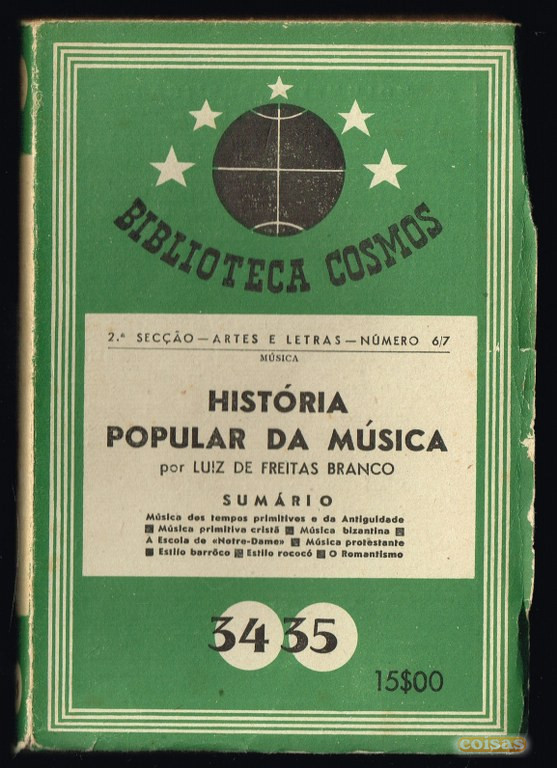 BIBLIOTECA COSMOS
2.ª SECÇÃO — ARTES E LETRAS — NÚMERO 6/7
MÚSICA
HISTÓRIA
POPULAR DA MÚSICA
por LUIZ DE FREITAS BRANCO
SUMÁRIO
Música dos tempos primitivos e da Antiguidade
Música primitiva cristã Música bizantina
A Escola de «Notre-Dame» Música protestante
Estilo barrôco Estilo rococó O Romantismo
34 35
15$00
coisas